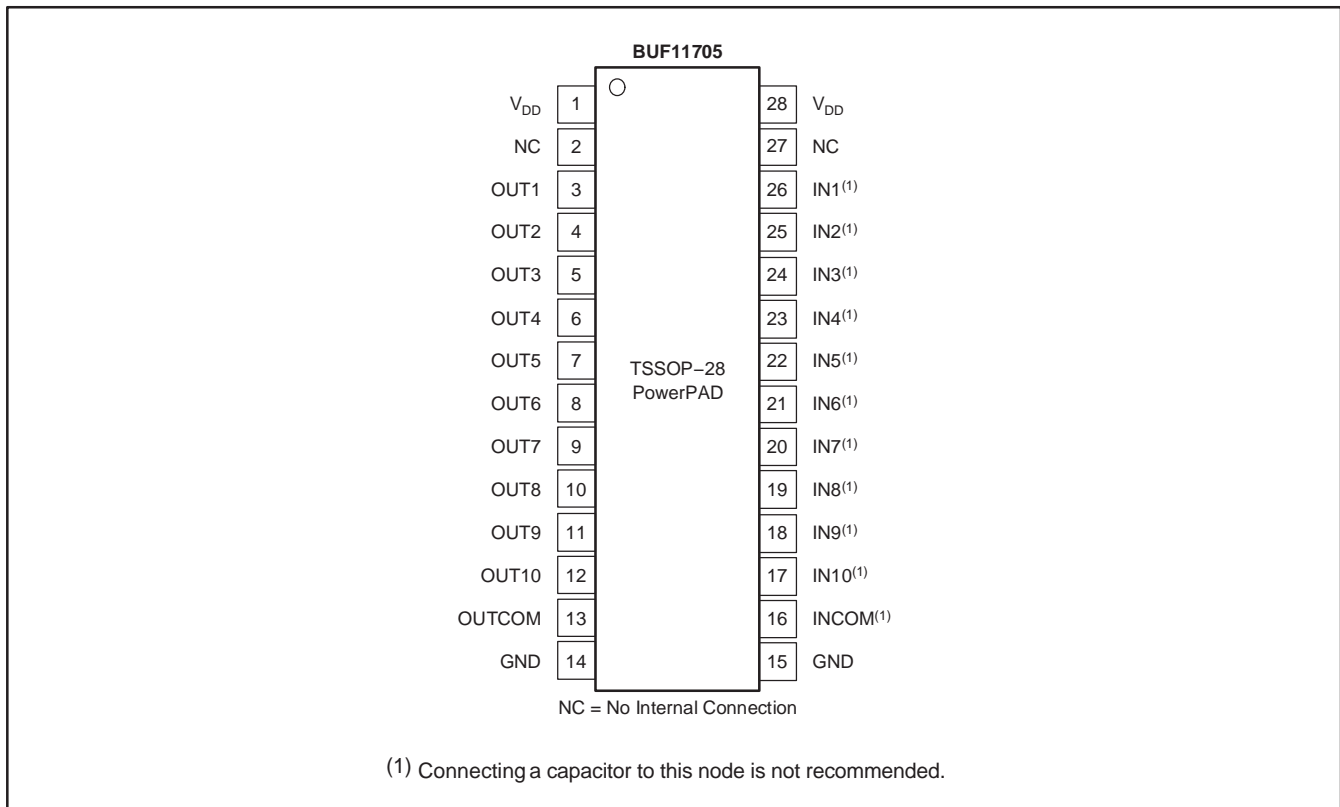 BUF11705
V_DD 1 28 V_DD
NC 2 27 NC
OUT1 3 26 IN1(1)
OUT2 4 25 IN2(1)
OUT3 5 24 IN3(1)
OUT4 6 23 IN4(1)
OUT5 7 22 IN5(1)
TSSOP−28
PowerPAD
OUT6 8 21 IN6(1)
OUT7 9 20 IN7(1)
OUT8 10 19 IN8(1)
OUT9 11 18 IN9(1)
OUT10 12 17 IN10(1)
OUTCOM 13 16 INCOM(1)
GND 14 15 GND
NC = No Internal Connection
(1) Connecting a capacitor to this node is not recommended.